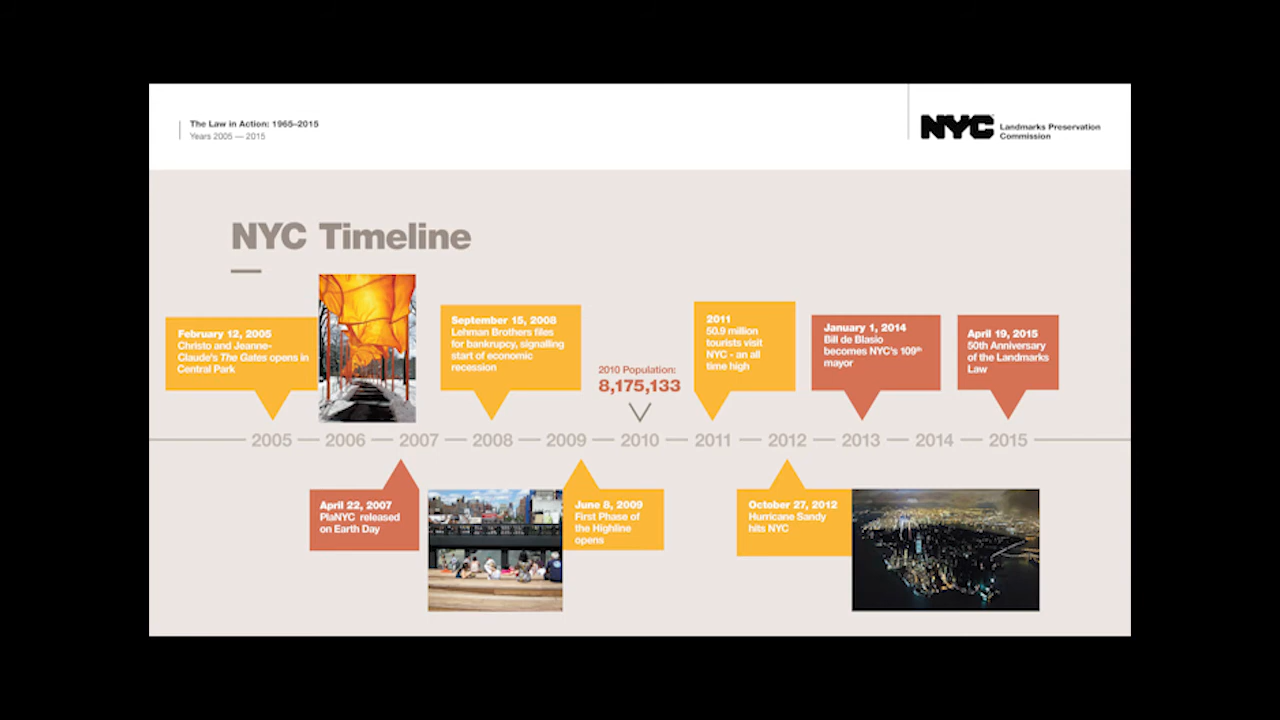 The Law in Action: 1965–2015
Years 2005 — 2015
NYC
Landmarks Preservation
Commission
NYC Timeline
February 12, 2005
Christo and Jeanne-
Claude's The Gates opens in
Central Park
September 15, 2008
Lehman Brothers files
for bankrupcy, signalling
start of economic
recession
2010 Population:
8,175,133
2011
50.9 million
tourists visit
NYC - an all
time high
January 1, 2014
Bill de Blasio
becomes NYC's 109th
mayor
April 19, 2015
50th Anniversary
of the Landmarks
Law
2005 2006 2007 2008 2009 2010 2011 2012 2013 2014 2015
April 22, 2007
PlaNYC released
on Earth Day
June 8, 2009
First Phase of
the Highline
opens
October 27, 2012
Hurricane Sandy
hits NYC